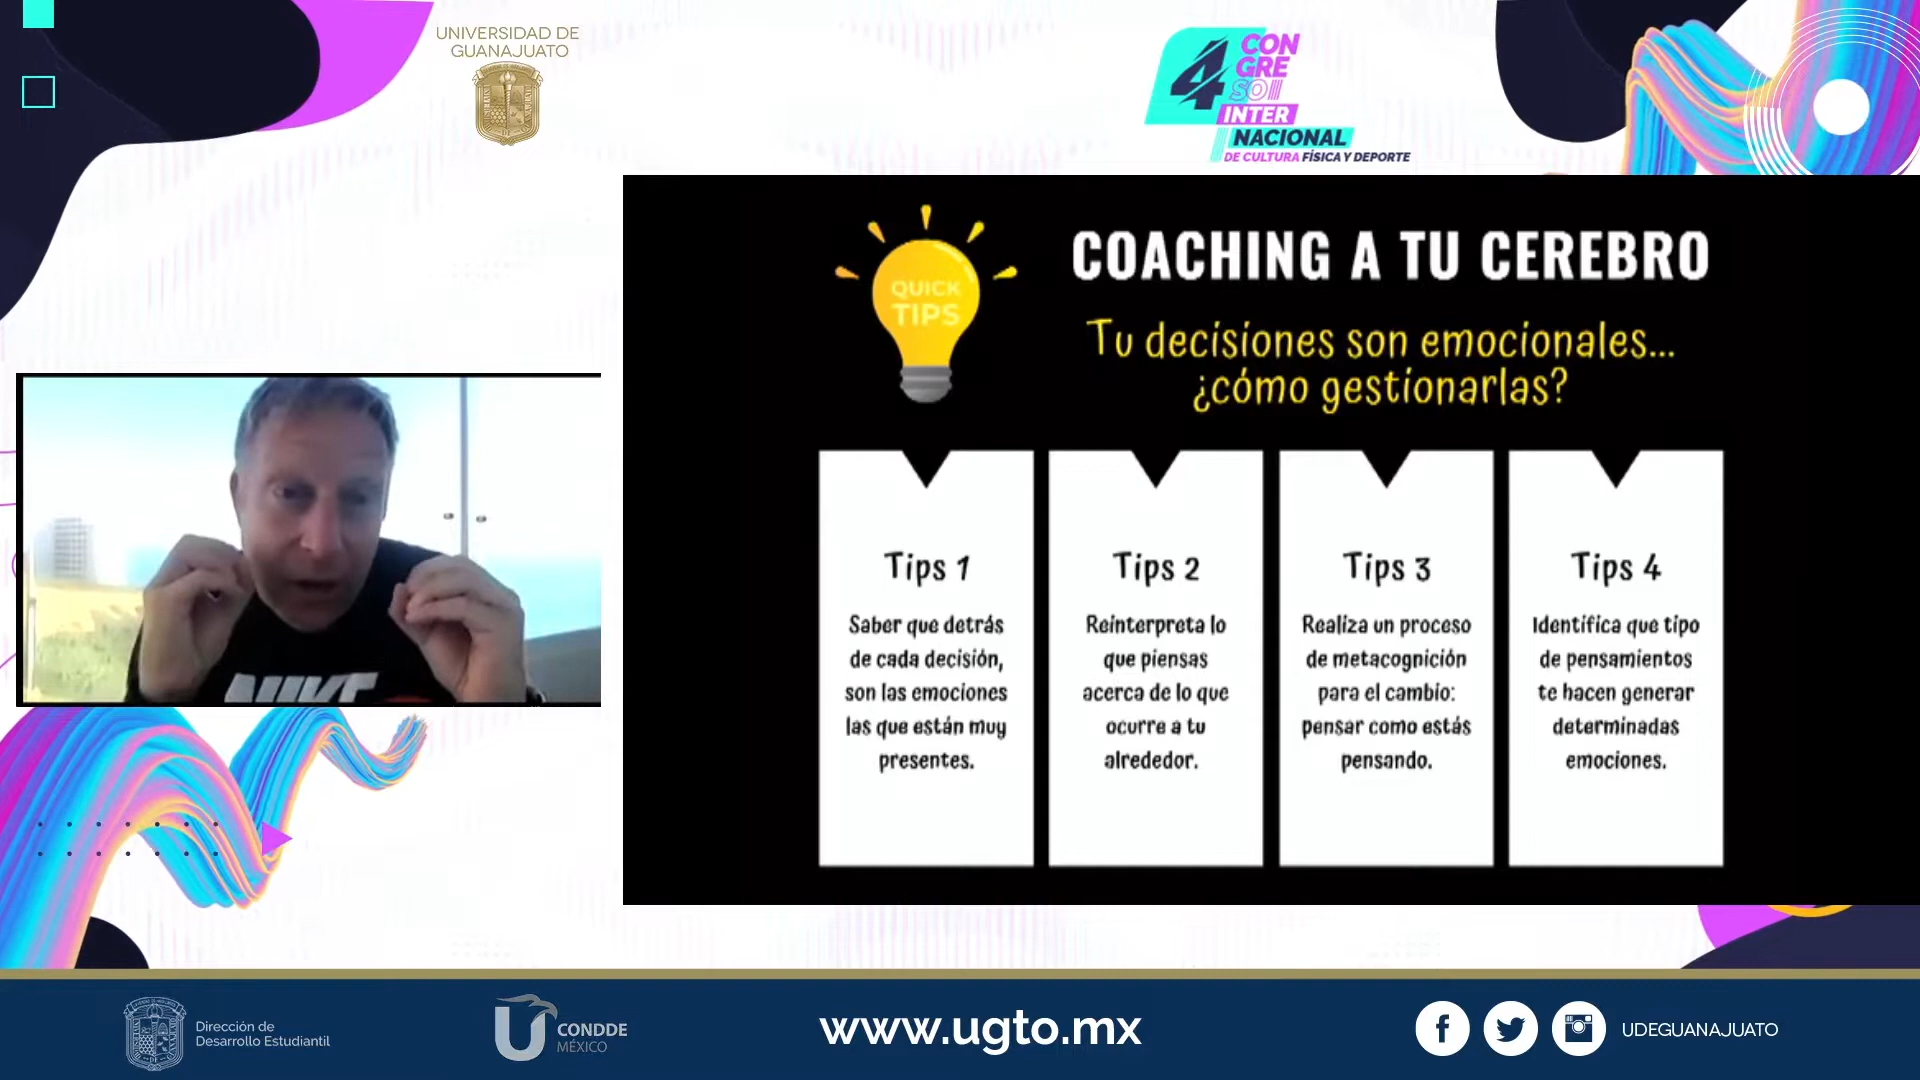 UNIVERSIDAD DE
GUANAJUATO
4 CON
GRE
SO
INTER
NACIONAL
DE CULTURA FÍSICA Y DEPORTE
QUICK
TIPS
COACHING A TU CEREBRO
Tu decisiones son emocionales...
¿cómo gestionarlas?
Tips 1
Saber que detrás
de cada decisión,
son las emociones
las que están muy
presentes.
Tips 2
Reinterpreta lo
que piensas
acerca de lo que
ocurre a tu
alrededor.
Tips 3
Realiza un proceso
de metacognición
para el cambio:
pensar como estás
pensando.
Tips 4
Identifica que tipo
de pensamientos
te hacen generar
determinadas
emociones.
NIKE
Dirección de
Desarrollo Estudiantil
CONDDE
MÉXICO
www.ugto.mx
UDEGUANAJUATO